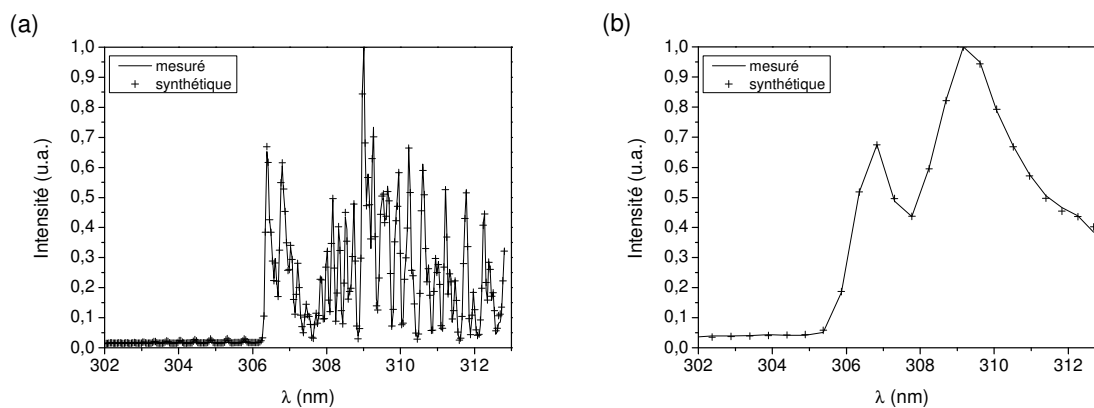 (a)
1,0
0,9
0,8
0,7
0,6
0,5
0,4
0,3
0,2
0,1
0,0
Intensité (u.a.)
mesuré
synthétique
302 304 306 308 310 312
λ (nm)
(b)
1,0
0,9
0,8
0,7
0,6
0,5
0,4
0,3
0,2
0,1
0,0
Intensité (u.a.)
mesuré
synthétique
302 304 306 308 310 312
λ (nm)